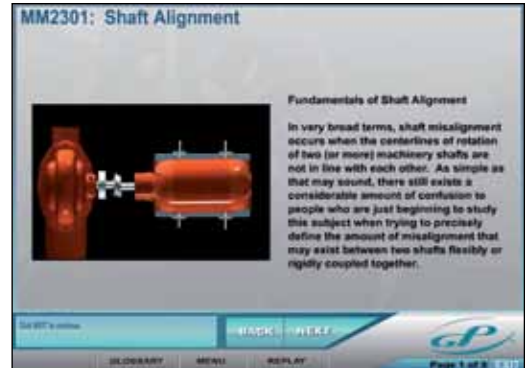 MM2301: Shaft Alignment
Fundamentals of Shaft Alignment
In very broad terms, shaft misalignment
occurs when the centerlines of rotation
of two (or more) machinery shafts are
not in line with each other. As simple as
that may sound, there still exists a
considerable amount of confusion to
people who are just beginning to study
this subject when trying to precisely
define the amount of misalignment that
may exist between two shafts flexibly or
rigidly coupled together.
BACK NEXT
GP
GLOSSARY MENU REPLAY
Page 1 of